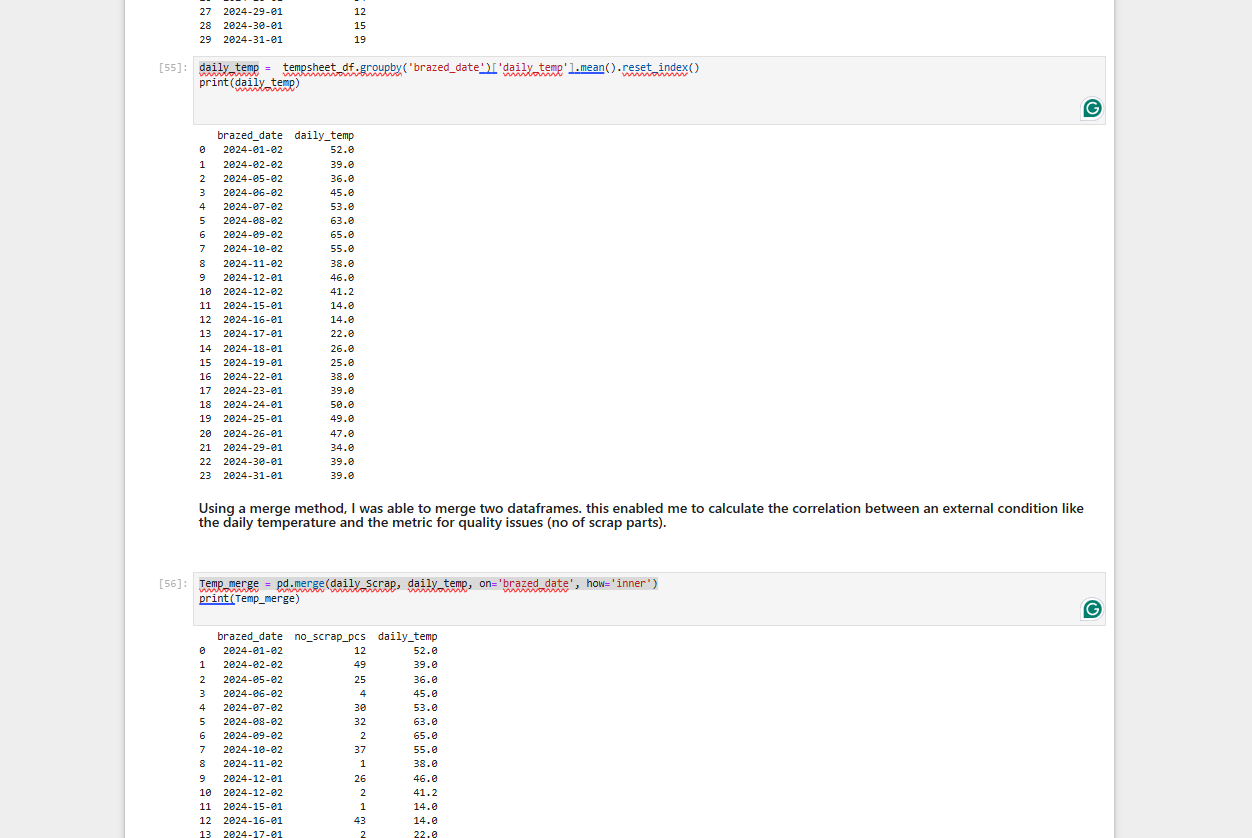 27 2024-29-01 12
28 2024-30-01 15
29 2024-31-01 19
[55]: daily_temp = tempsheet_df.groupby('brazed_date')['daily_temp'].mean().reset_index()
print(daily_temp)
brazed_date daily_temp
0 2024-01-02 52.0
1 2024-02-02 39.0
2 2024-05-02 36.0
3 2024-06-02 45.0
4 2024-07-02 53.0
5 2024-08-02 63.0
6 2024-09-02 65.0
7 2024-10-02 55.0
8 2024-11-02 38.0
9 2024-12-01 46.0
10 2024-12-02 41.2
11 2024-15-01 14.0
12 2024-16-01 14.0
13 2024-17-01 22.0
14 2024-18-01 26.0
15 2024-19-01 25.0
16 2024-22-01 38.0
17 2024-23-01 39.0
18 2024-24-01 50.0
19 2024-25-01 49.0
20 2024-26-01 47.0
21 2024-29-01 34.0
22 2024-30-01 39.0
23 2024-31-01 39.0
Using a merge method, I was able to merge two dataframes. this enabled me to calculate the correlation between an external condition like
the daily temperature and the metric for quality issues (no of scrap parts).
[56]: Temp_merge = pd.merge(daily_Scrap, daily_temp, on='brazed_date', how='inner')
print(Temp_merge)
brazed_date no_scrap_pcs daily_temp
0 2024-01-02 12 52.0
1 2024-02-02 49 39.0
2 2024-05-02 25 36.0
3 2024-06-02 4 45.0
4 2024-07-02 30 53.0
5 2024-08-02 32 63.0
6 2024-09-02 2 65.0
7 2024-10-02 37 55.0
8 2024-11-02 1 38.0
9 2024-12-01 26 46.0
10 2024-12-02 2 41.2
11 2024-15-01 1 14.0
12 2024-16-01 43 14.0
13 2024-17-01 2 22.0